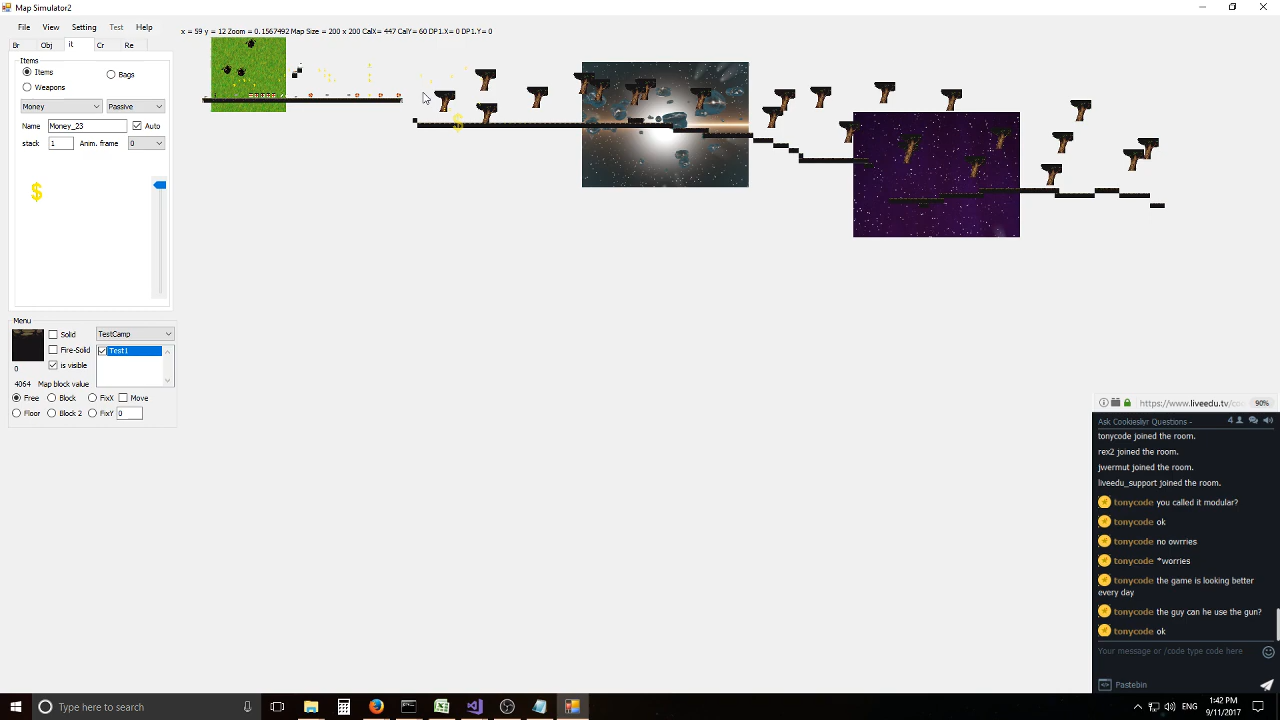 Map Simulator2
File View Setting Test Help
x = 59 y = 12 Zoom = 0.1567492 Map Size = 200 x 200 CalX= 447 CalY= 60 DP1.X= 0 DP1.Y= 0
Br Obj it Cr Re
Items
Items Bags
Weapons
Money Passive
Name Money_23 Auto
Stack 1 Anm. frame 0
$
$
Menu
Solid TestCamp
Fire-Solid Test1
is visible
0
4064 Map block value
Free Block FixX Move
Floor Block 2 FixY 0
https://www.liveedu.tv/co 90%
Ask Cookiesliyr Questions - 4
tonycode joined the room.
rex2 joined the room.
jwermut joined the room.
liveedu_support joined the room.
tonycode you called it modular?
tonycode ok
tonycode no owrries
tonycode *worries
tonycode the game is looking better
every day
tonycode the guy can he use the gun?
tonycode ok
Your message or /code type code here
Pastebin
Type here to search
ENG
1:42 PM
9/11/2017